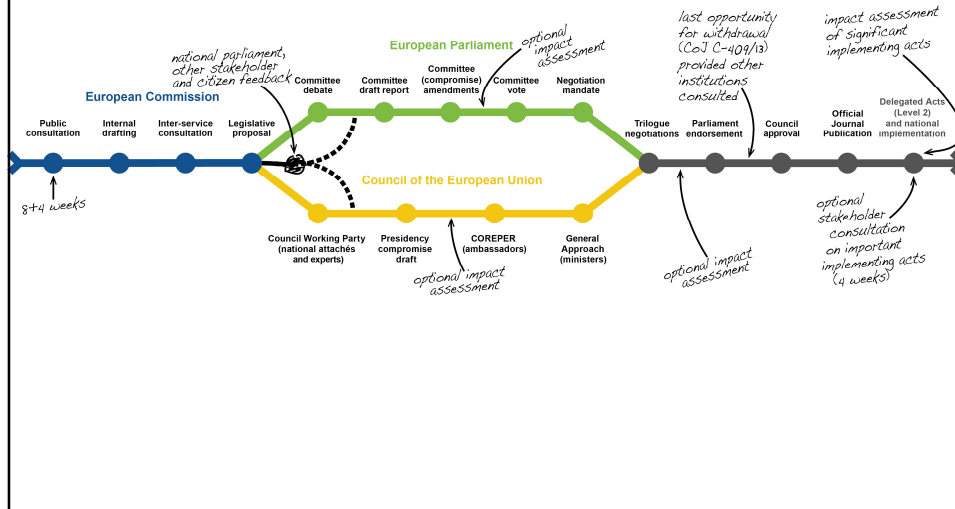 last opportunity
for withdrawal
(CoJ C-409/13)
provided other
institutions
consulted
impact assessment
of significant
implementing acts
European Parliament
optional
impact
assessment
national parliament,
other stakeholder
and citizen feedback
European Commission
Committee
debate
Committee
draft report
Committee
(compromise)
amendments)
Committee
vote
Negotiation
mandate
Public
consultation
Internal
drafting
Inter-service
consultation
Legislative
proposal
Trilogue
negotiations
Parliament
endorsement
Council
approval
Official
Journal
Publication
Delegated Acts
(Level 2)
and national
implementation
8+4 weeks
Council of the European Union
Council Working Party
(national attachés
and experts)
Presidency
compromise
draft
COREPER
(ambassadors)
General
Approach
(ministers)
optional impact
assessment
optional impact
assessment
optional
stakeholder
consultation
on important
implementing acts
(4 weeks)